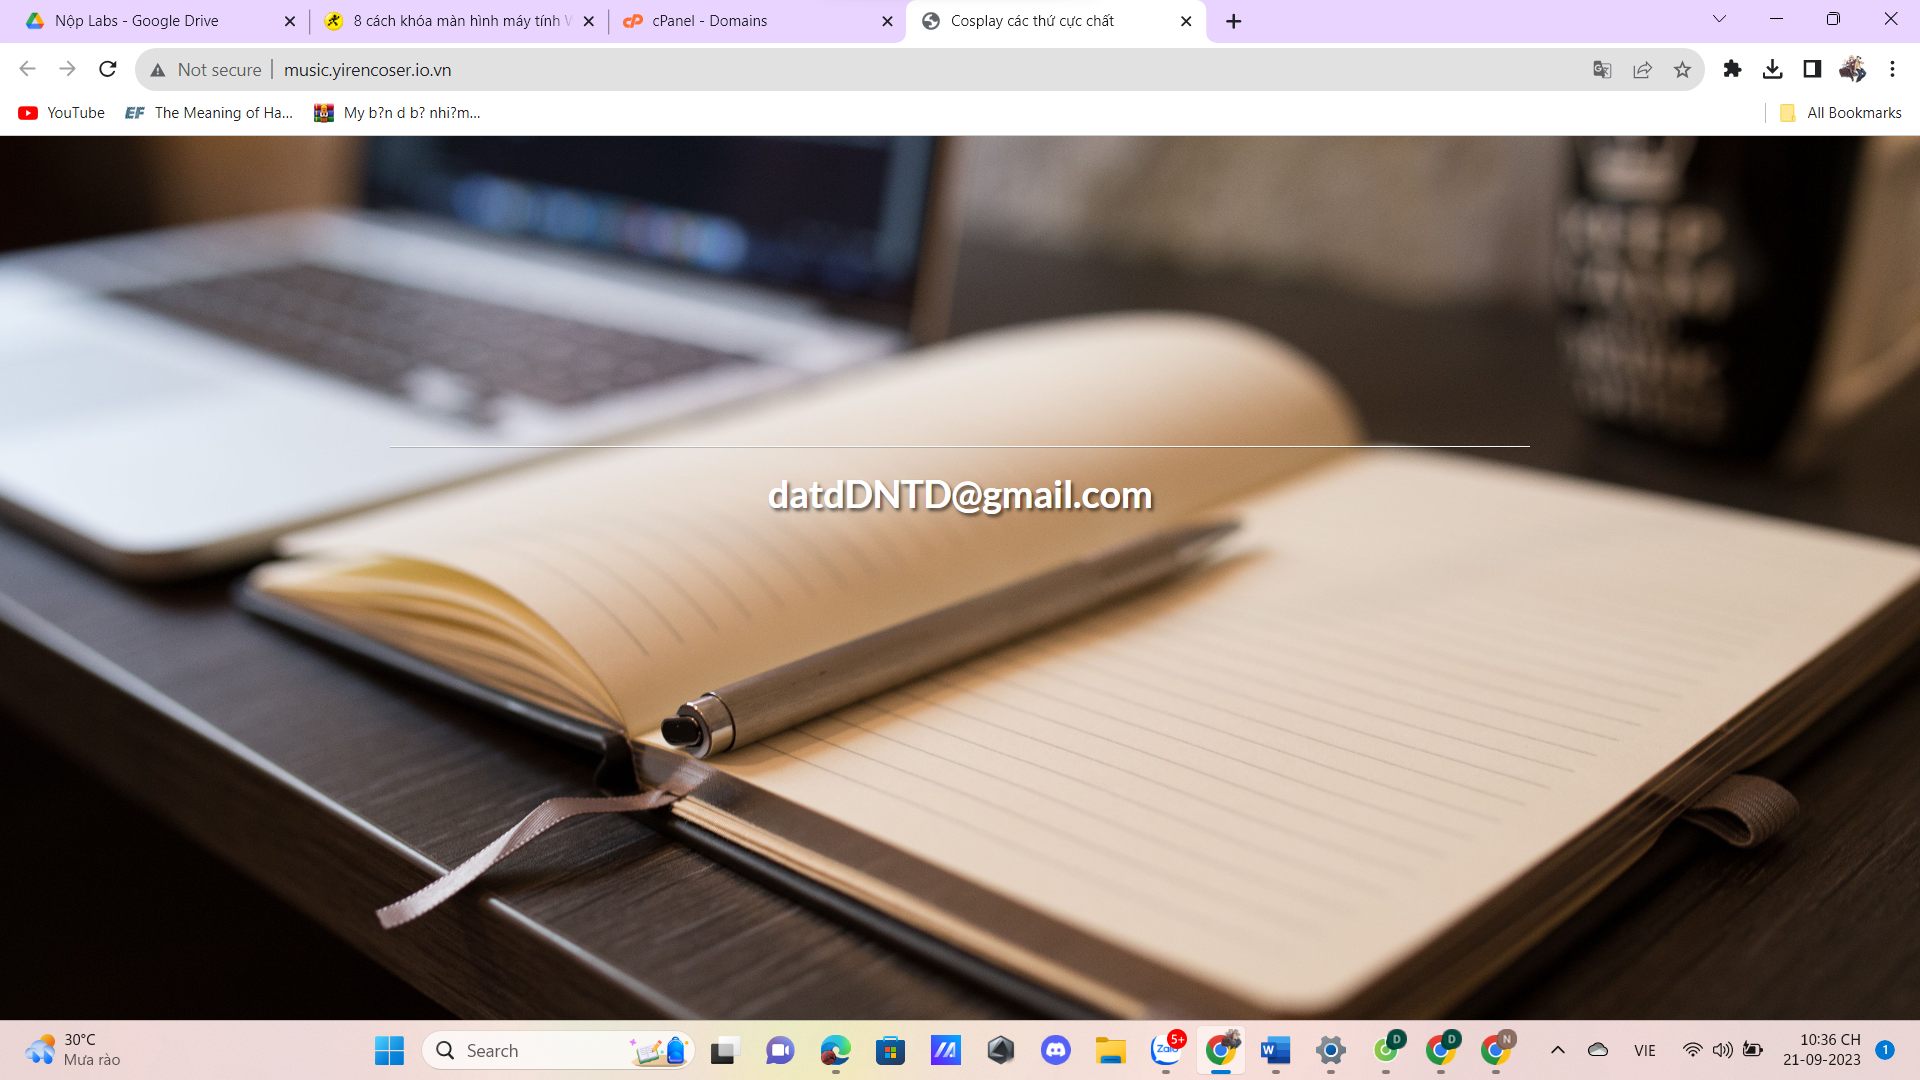 Nộp Labs - Google Drive
8 cách khóa màn hình máy tính
cPanel - Domains
Cosplay các thứ cực chất
Not secure
music.yirencoser.io.vn
YouTube
EF The Meaning of Ha...
My b?n d b? nhi?m...
All Bookmarks
datdDNTD@gmail.com
30°C
Mưa rào
Search
Zalo
5+
D
D
N
VIE
10:36 CH
21-09-2023
1